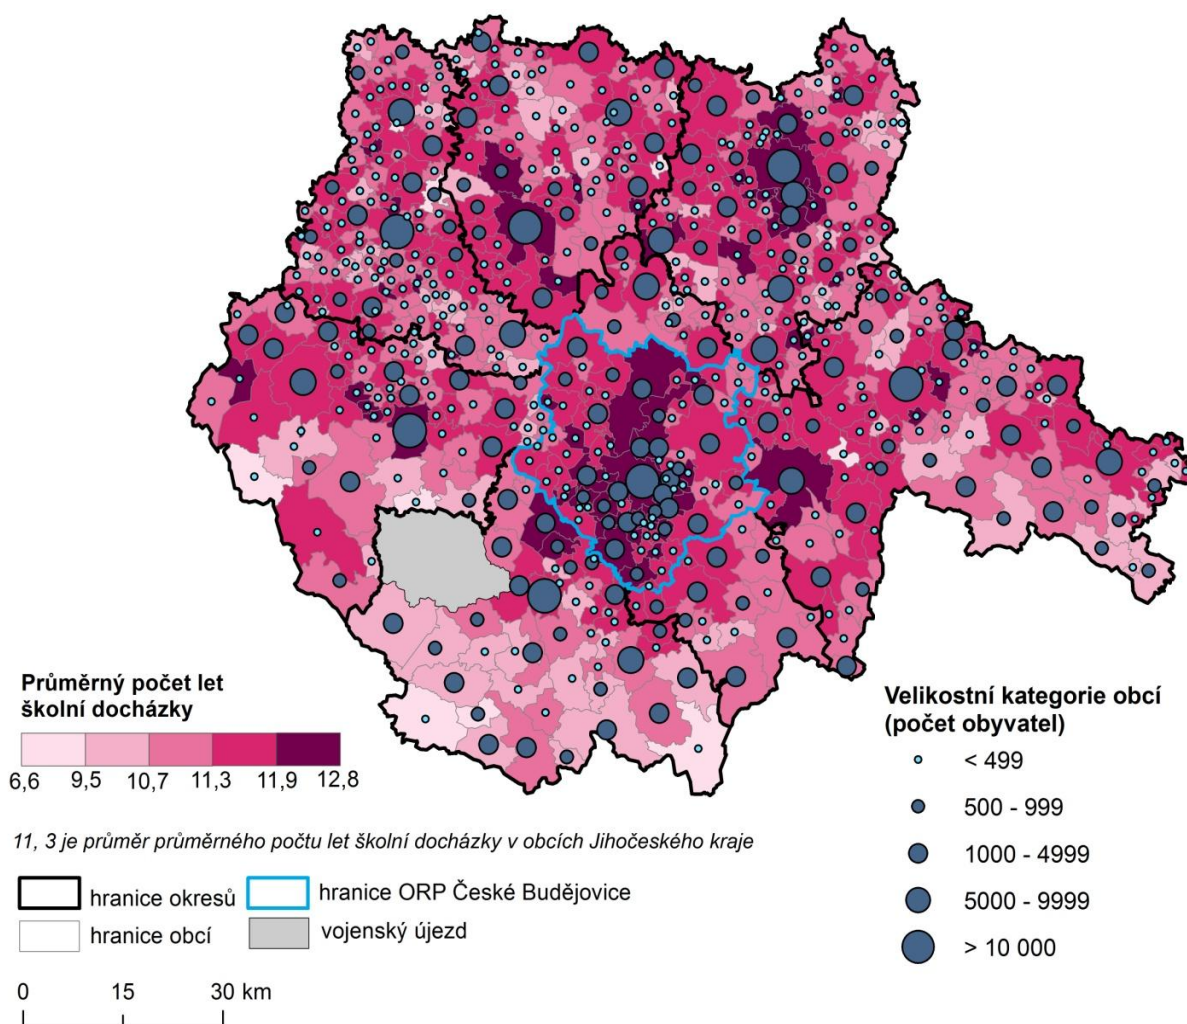 Průměrný počet let
školní docházky
6,6 9,5 10,7 11,3 11,9 12,8
11, 3 je průměr průměrného počtu let školní docházky v obcích Jihočeského kraje
hranice okresů
hranice ORP České Budějovice
hranice obcí
vojenský újezd
0 15 30 km
Velikostní kategorie obcí
(počet obyvatel)
< 499
500 - 999
1000 - 4999
5000 - 9999
> 10 000